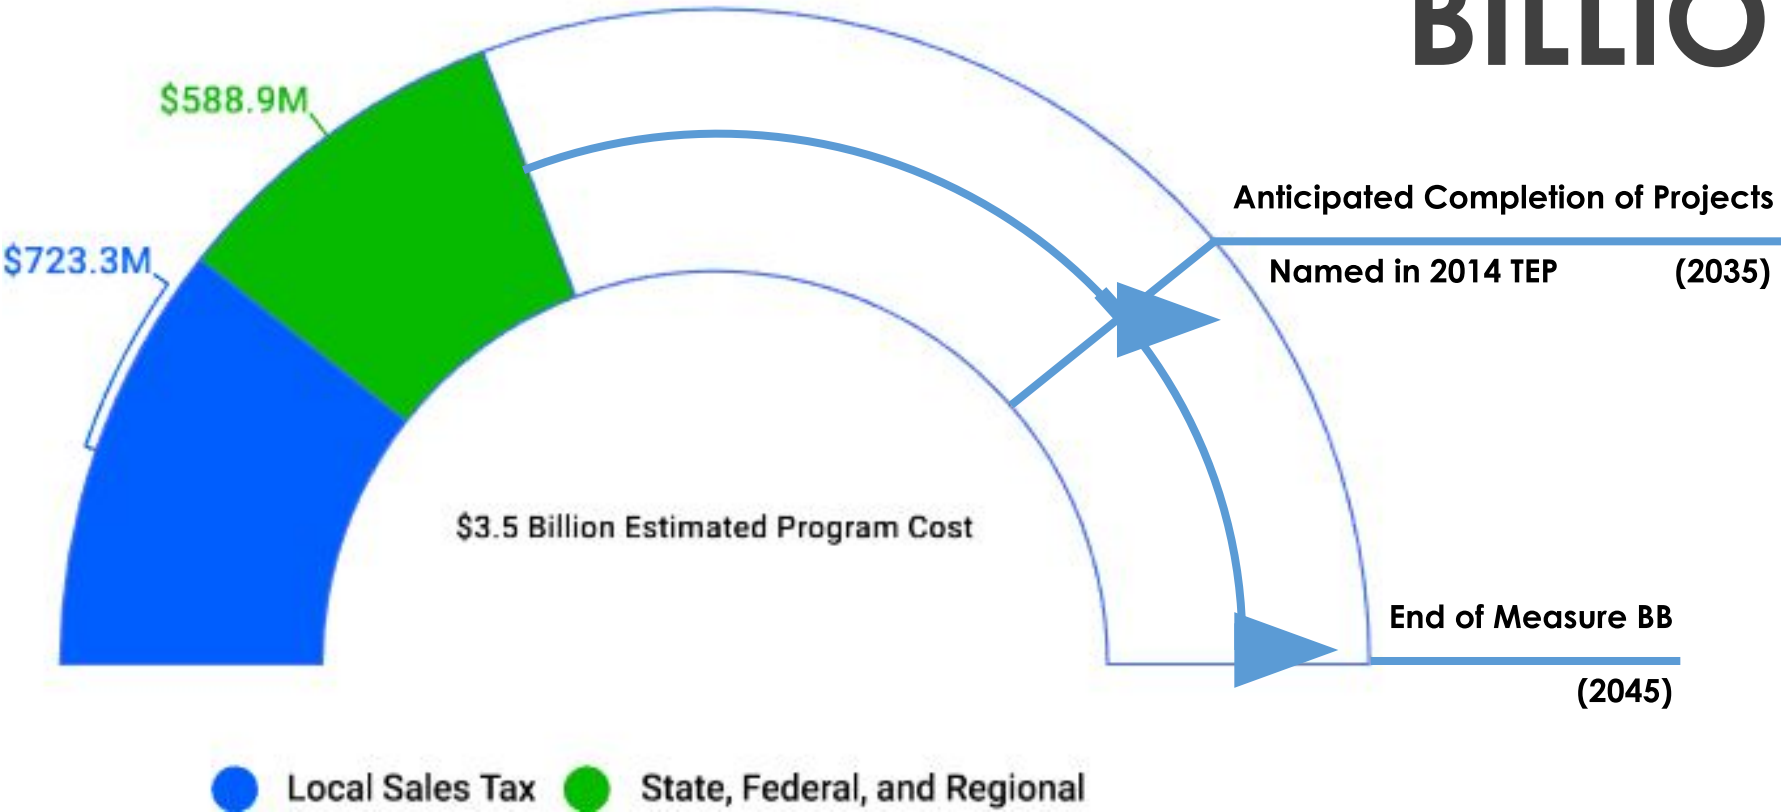 BILLIO
$588.9M
Anticipated Completion of Projects
$723.3M
Named in 2014 TEP (2035)
$3.5 Billion Estimated Program Cost
End of Measure BB
(2045)
Local Sales Tax State, Federal, and Regional